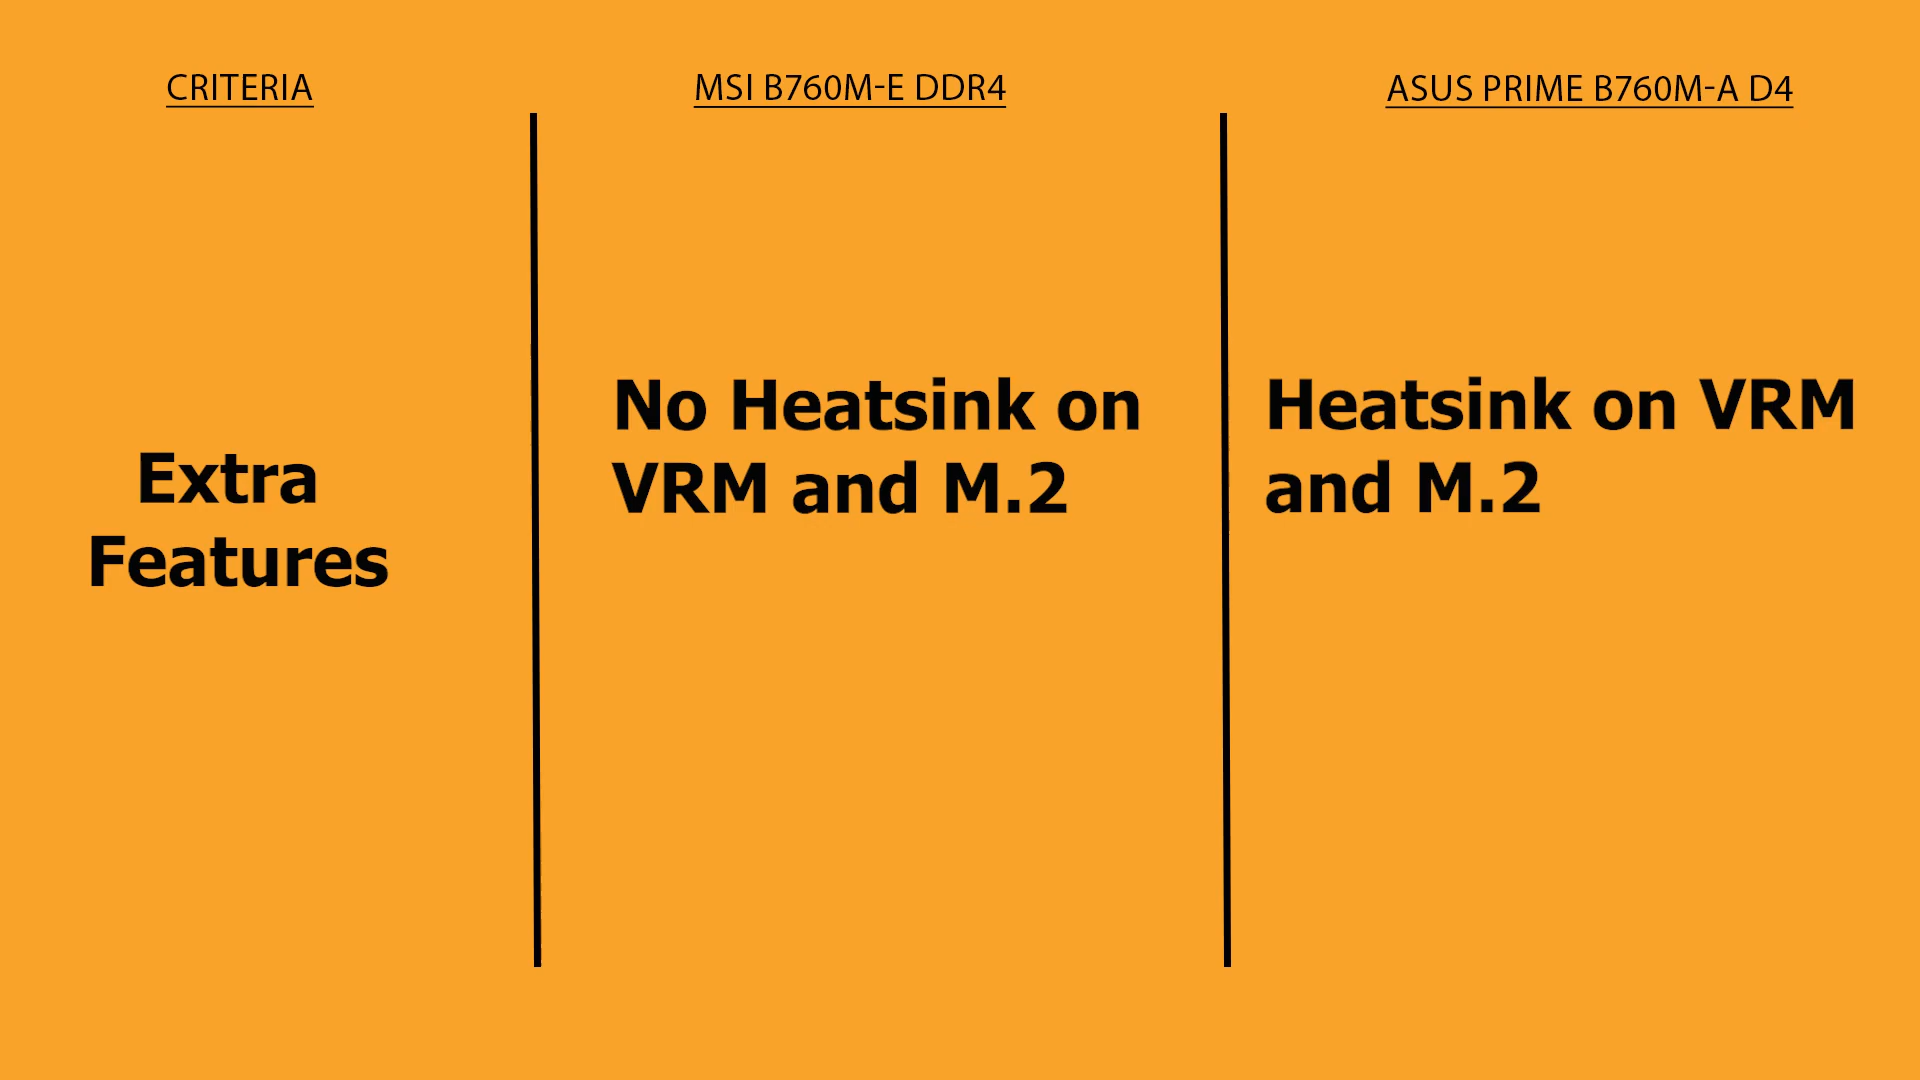 CRITERIA
MSI B760M-E DDR4
ASUS PRIME B760M-A D4
Extra
Features
No Heatsink on
VRM and M.2
Heatsink on VRM
and M.2